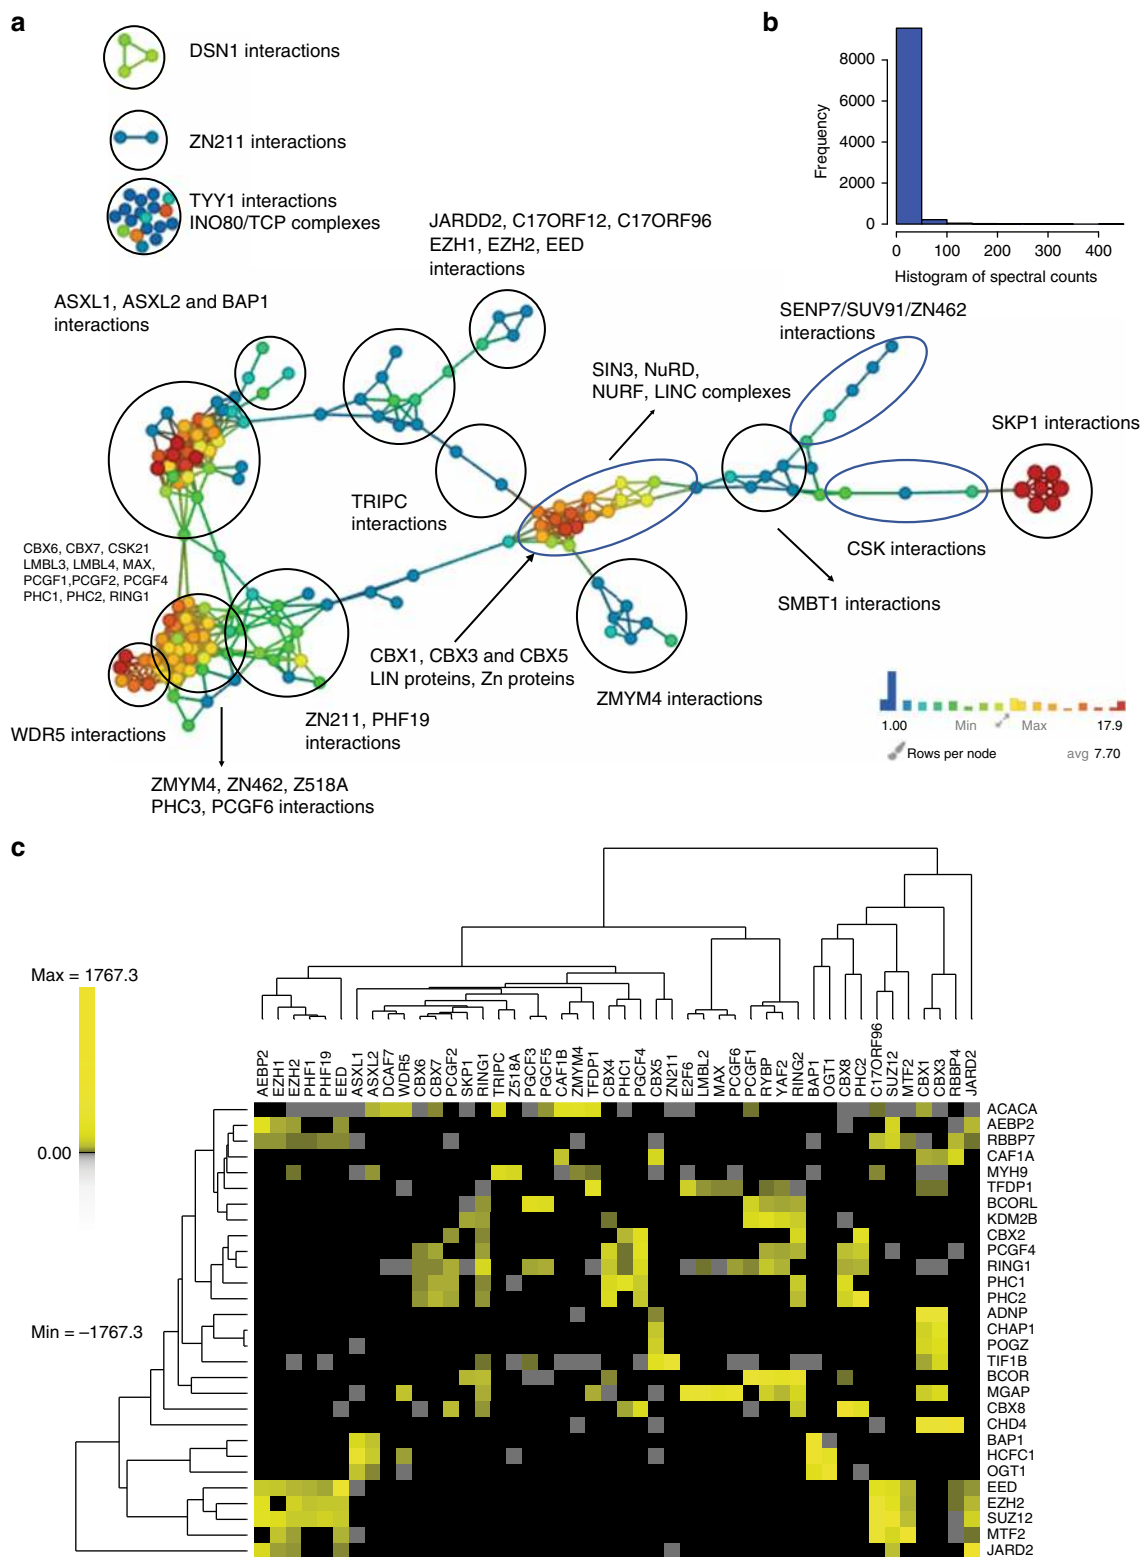 a
DSN1 interactions
ZN211 interactions
TYY1 interactions
INO80/TCP complexes
JARDD2, C17ORF12, C17ORF96
EZH1, EZH2, EED
interactions
ASXL1, ASXL2 and BAP1
interactions
SENP7/SUV91/ZN462
interactions
SIN3, NuRD,
NURF, LINC complexes
SKP1 interactions
TRIPC
interactions
CSK interactions
SMBT1 interactions
CBX6, CBX7, CSK21
LMBL3, LMBL4, MAX,
PCGF1,PCGF2, PCGF4
PHC1, PHC2, RING1
CBX1, CBX3 and CBX5
LIN proteins, Zn proteins
ZMYM4 interactions
WDR5 interactions
ZN211, PHF19
interactions
ZMYM4, ZN462, Z518A
PHC3, PCGF6 interactions
1.00
Min
Max
17.9
Rows per node
avg 7.70
b
Frequency
8000
6000
4000
2000
0
0
100
200
300
400
Histogram of spectral counts
c
Max = 1767.3
0.00
Min = –1767.3
AEBP2
EZH1
EZH2
PHF1
PHF19
EED
ASXL1
ASXL2
DCAF7
WDR5
CBX6
CBX7
PCGF2
SKP1
RING1
TRIPC
Z518A
PGCF3
PGCF5
CAF1B
ZMYM4
TFDP1
CBX4
PHC1
PGCF4
CBX5
ZN211
E2F6
LMBL2
MAX
PCGF6
PCGF1
RYBP
YAF2
RING2
BAP1
OGT1
CBX8
PHC2
C17ORF96
SUZ12
MTF2
CBX1
CBX3
RBBP4
JARD2
ACACA
AEBP2
RBBP7
CAF1A
MYH9
TFDP1
BCORL
KDM2B
CBX2
PCGF4
RING1
PHC1
PHC2
ADNP
CHAP1
POGZ
TIF1B
BCOR
MGAP
CBX8
CHD4
BAP1
HCFC1
OGT1
EED
EZH2
SUZ12
MTF2
JARD2